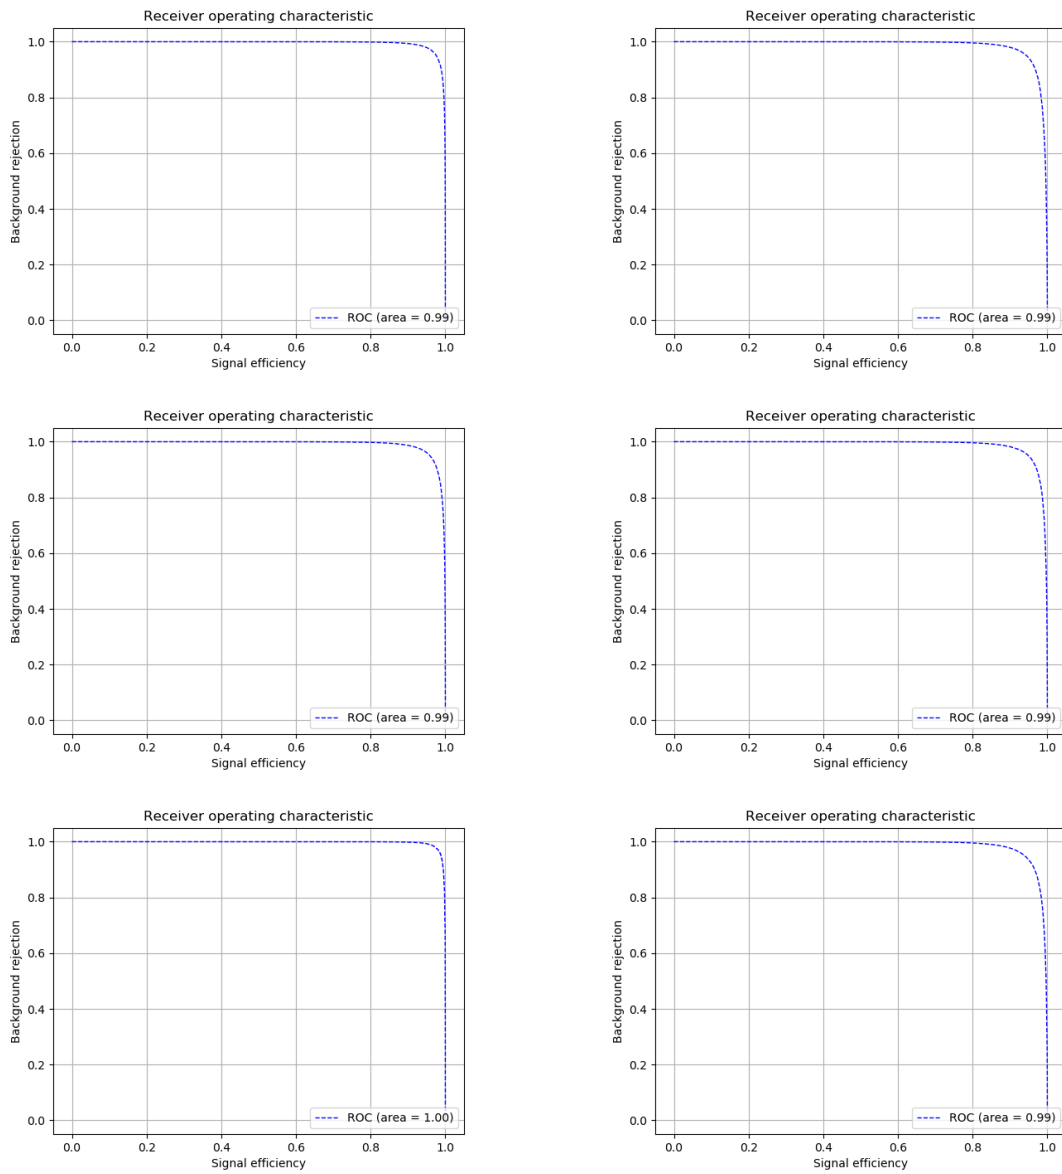 Receiver operating characteristic
1.0
0.8
0.6
0.4
0.2
0.0
Background rejection
ROC (area = 0.99)
0.0 0.2 0.4 0.6 0.8 1.0
Signal efficiency
Receiver operating characteristic
1.0
0.8
0.6
0.4
0.2
0.0
Background rejection
ROC (area = 0.99)
0.0 0.2 0.4 0.6 0.8 1.0
Signal efficiency
Receiver operating characteristic
1.0
0.8
0.6
0.4
0.2
0.0
Background rejection
ROC (area = 0.99)
0.0 0.2 0.4 0.6 0.8 1.0
Signal efficiency
Receiver operating characteristic
1.0
0.8
0.6
0.4
0.2
0.0
Background rejection
ROC (area = 0.99)
0.0 0.2 0.4 0.6 0.8 1.0
Signal efficiency
Receiver operating characteristic
1.0
0.8
0.6
0.4
0.2
0.0
Background rejection
ROC (area = 1.00)
0.0 0.2 0.4 0.6 0.8 1.0
Signal efficiency
Receiver operating characteristic
1.0
0.8
0.6
0.4
0.2
0.0
Background rejection
ROC (area = 0.99)
0.0 0.2 0.4 0.6 0.8 1.0
Signal efficiency